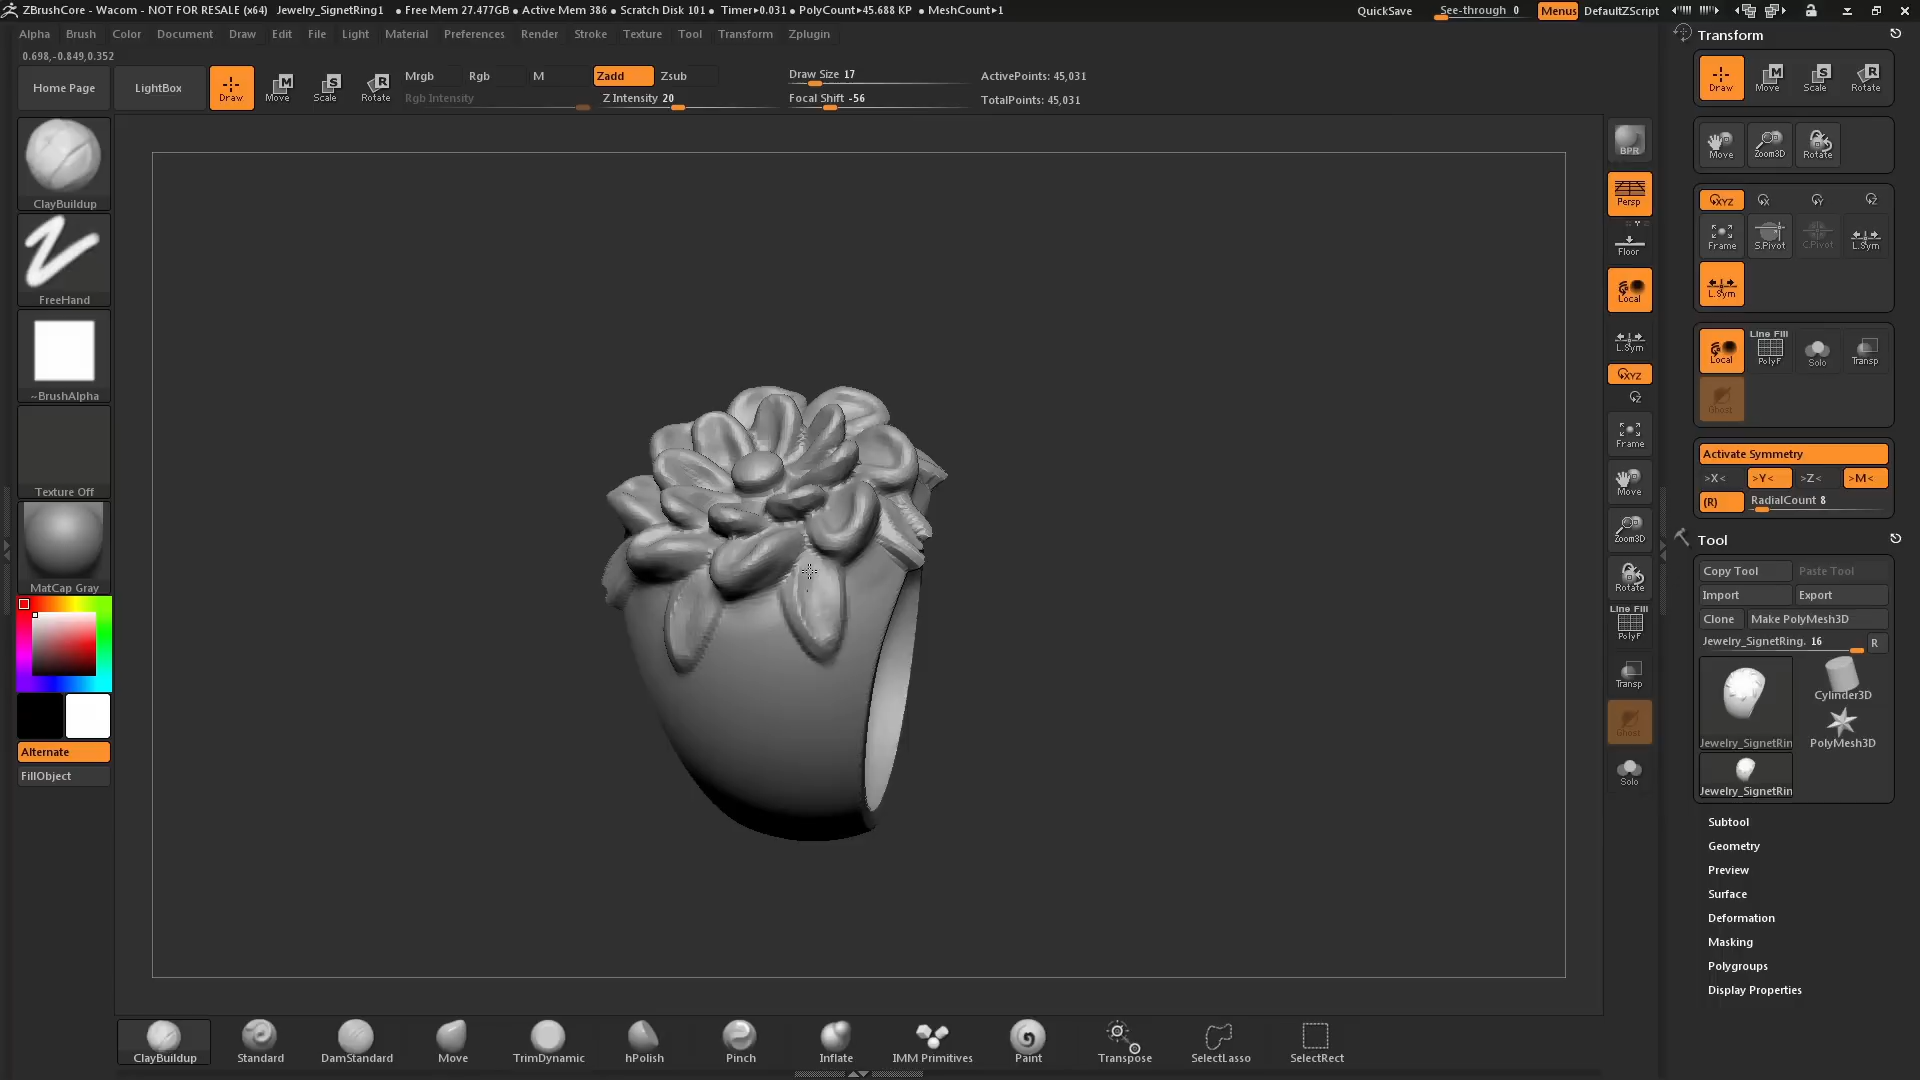 ZBrushCore - Wacom - NOT FOR RESALE (x64) Jewelry_SignetRing1 ● Free Mem 27.477GB ● Active Mem 386 ● Scratch Disk 101 ● Timer▸0.031 ● PolyCount▸45.688 KP ● MeshCount▸1 QuickSave See-through 0 Menus DefaultZScript
Alpha Brush Color Document Draw Edit File Light Material Preferences Render Stroke Texture Tool Transform Zplugin
0.698,-0.849,0.352
Home Page LightBox Draw Move Scale Rotate
Mrgb Rgb M Zadd Zsub
Rgb Intensity Z Intensity 20
Draw Size 17
Focal Shift -56
ActivePoints: 45,031
TotalPoints: 45,031
ClayBuildup
FreeHand
~BrushAlpha
Texture Off
MatCap Gray
Alternate
FillObject
BPR
Persp
Floor
Local
L.Sym
XYZ
Z
Frame
Move
Zoom3D
Rotate
Line Fill
PolyF
Transp
Ghost
Solo
Transform
Draw Move Scale Rotate
Move Zoom3D Rotate
XYZ X Y Z
Frame S.Pivot C.Pivot L.Sym
L.Sym
Line Fill
Local PolyF Solo Transp
Ghost
Activate Symmetry
>X< >Y< >Z< >M<
(R) RadialCount 8
Tool
Copy Tool Paste Tool
Import Export
Clone Make PolyMesh3D
Jewelry_SignetRing. 16 R
Cylinder3D
Jewelry_SignetRin PolyMesh3D
Jewelry_SignetRin
Subtool
Geometry
Preview
Surface
Deformation
Masking
Polygroups
Display Properties
ClayBuildup Standard DamStandard Move TrimDynamic hPolish Pinch Inflate IMM Primitives Paint Transpose SelectLasso SelectRect